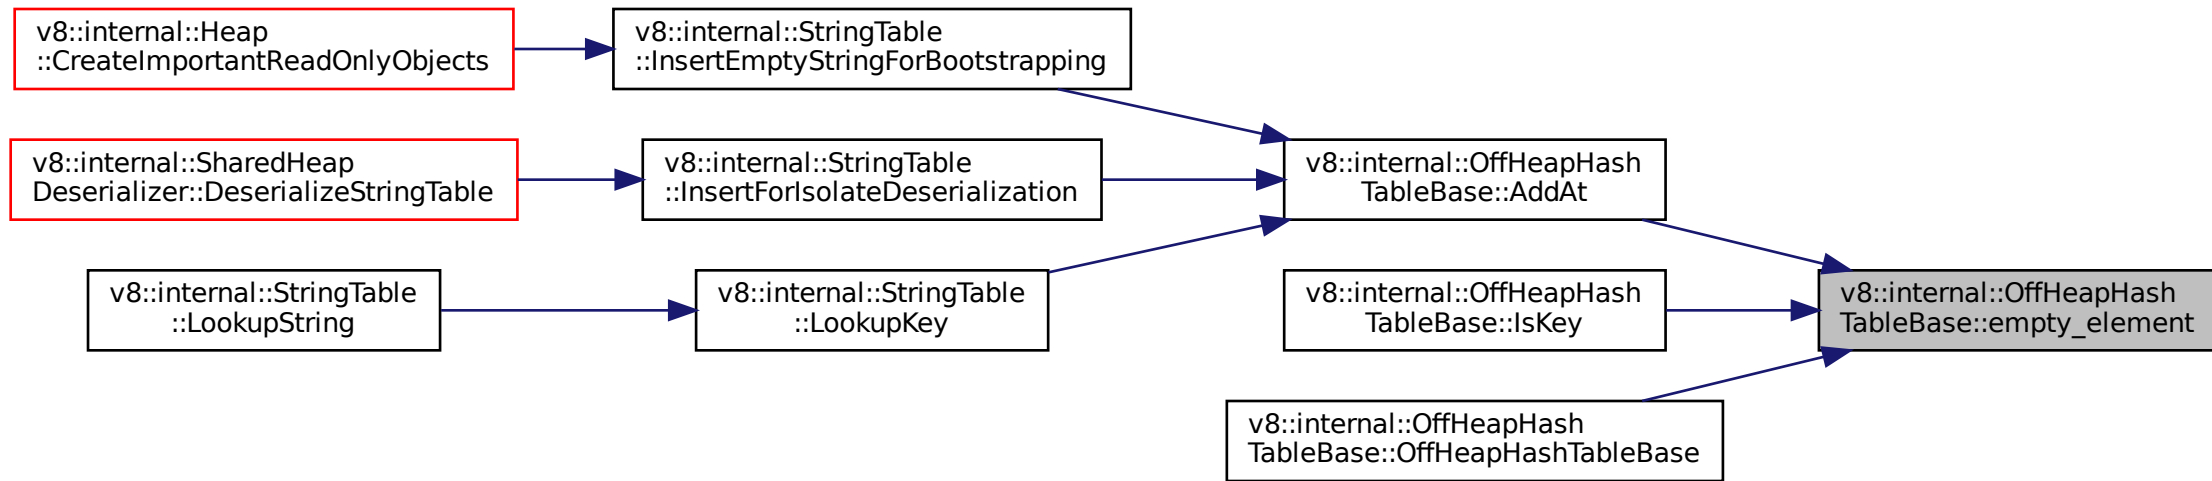 v8::internal::Heap
::CreateImportantReadOnlyObjects
v8::internal::StringTable
::InsertEmptyStringForBootstrapping
v8::internal::SharedHeap
Deserializer::DeserializeStringTable
v8::internal::StringTable
::InsertForIsolateDeserialization
v8::internal::OffHeapHash
TableBase::AddAt
v8::internal::StringTable
::LookupString
v8::internal::StringTable
::LookupKey
v8::internal::OffHeapHash
TableBase::IsKey
v8::internal::OffHeapHash
TableBase::empty_element
v8::internal::OffHeapHash
TableBase::OffHeapHashTableBase